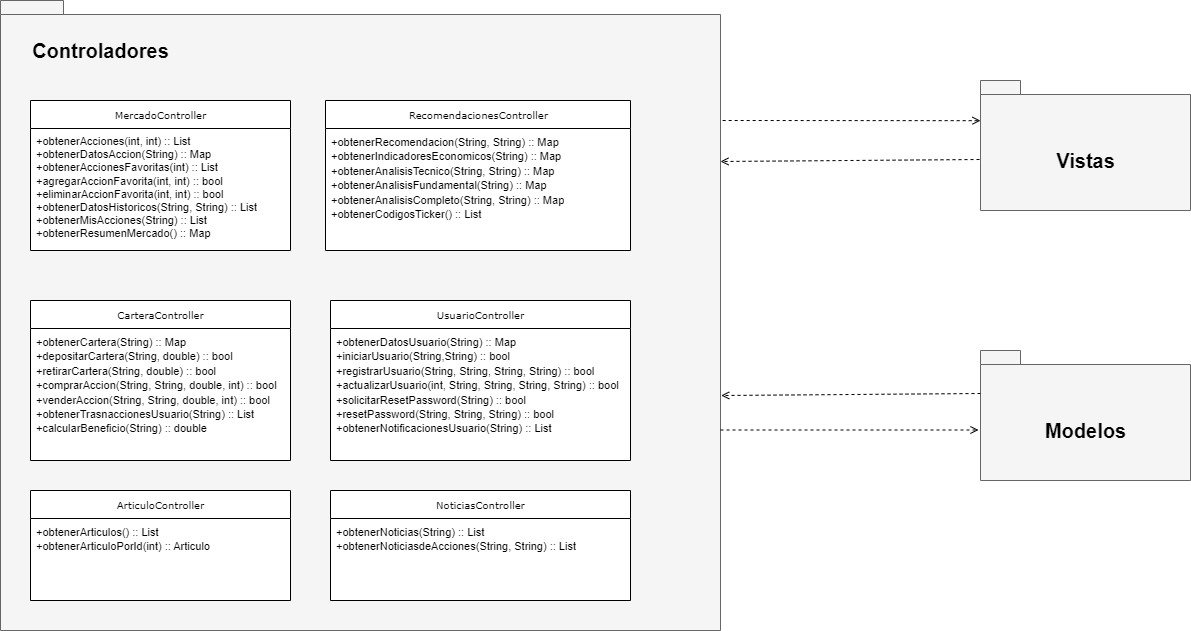 Controladores
MercadoController
+obtenerAcciones(int, int) :: List
+obtenerDatosAccion(String) :: Map
+obtenerAccionesFavoritas(int) :: List
+agregarAccionFavorita(int, int) :: bool
+eliminarAccionFavorita(int, int) :: bool
+obtenerDatosHistoricos(String, String) :: List
+obtenerMisAcciones(String) :: List
+obtenerResumenMercado() :: Map
RecomendacionesController
+obtenerRecomendacion(String, String) :: Map
+obtenerIndicadoresEconomicos(String) :: Map
+obtenerAnalisisTecnico(String, String) :: Map
+obtenerAnalisisFundamental(String) :: Map
+obtenerAnalisisCompleto(String, String) :: Map
+obtenerCodigosTicker() :: List
Vistas
CarteraController
+obtenerCartera(String) :: Map
+depositarCartera(String, double) :: bool
+retirarCartera(String, double) :: bool
+comprarAccion(String, String, double, int) :: bool
+venderAccion(String, String, double, int) :: bool
+obtenerTrasnaccionesUsuario(String) :: List
+calcularBeneficio(String) :: double
UsuarioController
+obtenerDatosUsuario(String) :: Map
+iniciarUsuario(String,String) :: bool
+registrarUsuario(String, String, String, String) :: bool
+actualizarUsuario(int, String, String, String, String) :: bool
+solicitarResetPassword(String) :: bool
+resetPassword(String, String, String) :: bool
+obtenerNotificacionesUsuario(String) :: List
Modelos
ArticuloController
+obtenerArticulos() :: List
+obtenerArticuloPorId(int) :: Articulo
NoticiasController
+obtenerNoticias(String) :: List
+obtenerNoticiasdeAcciones(String, String) :: List